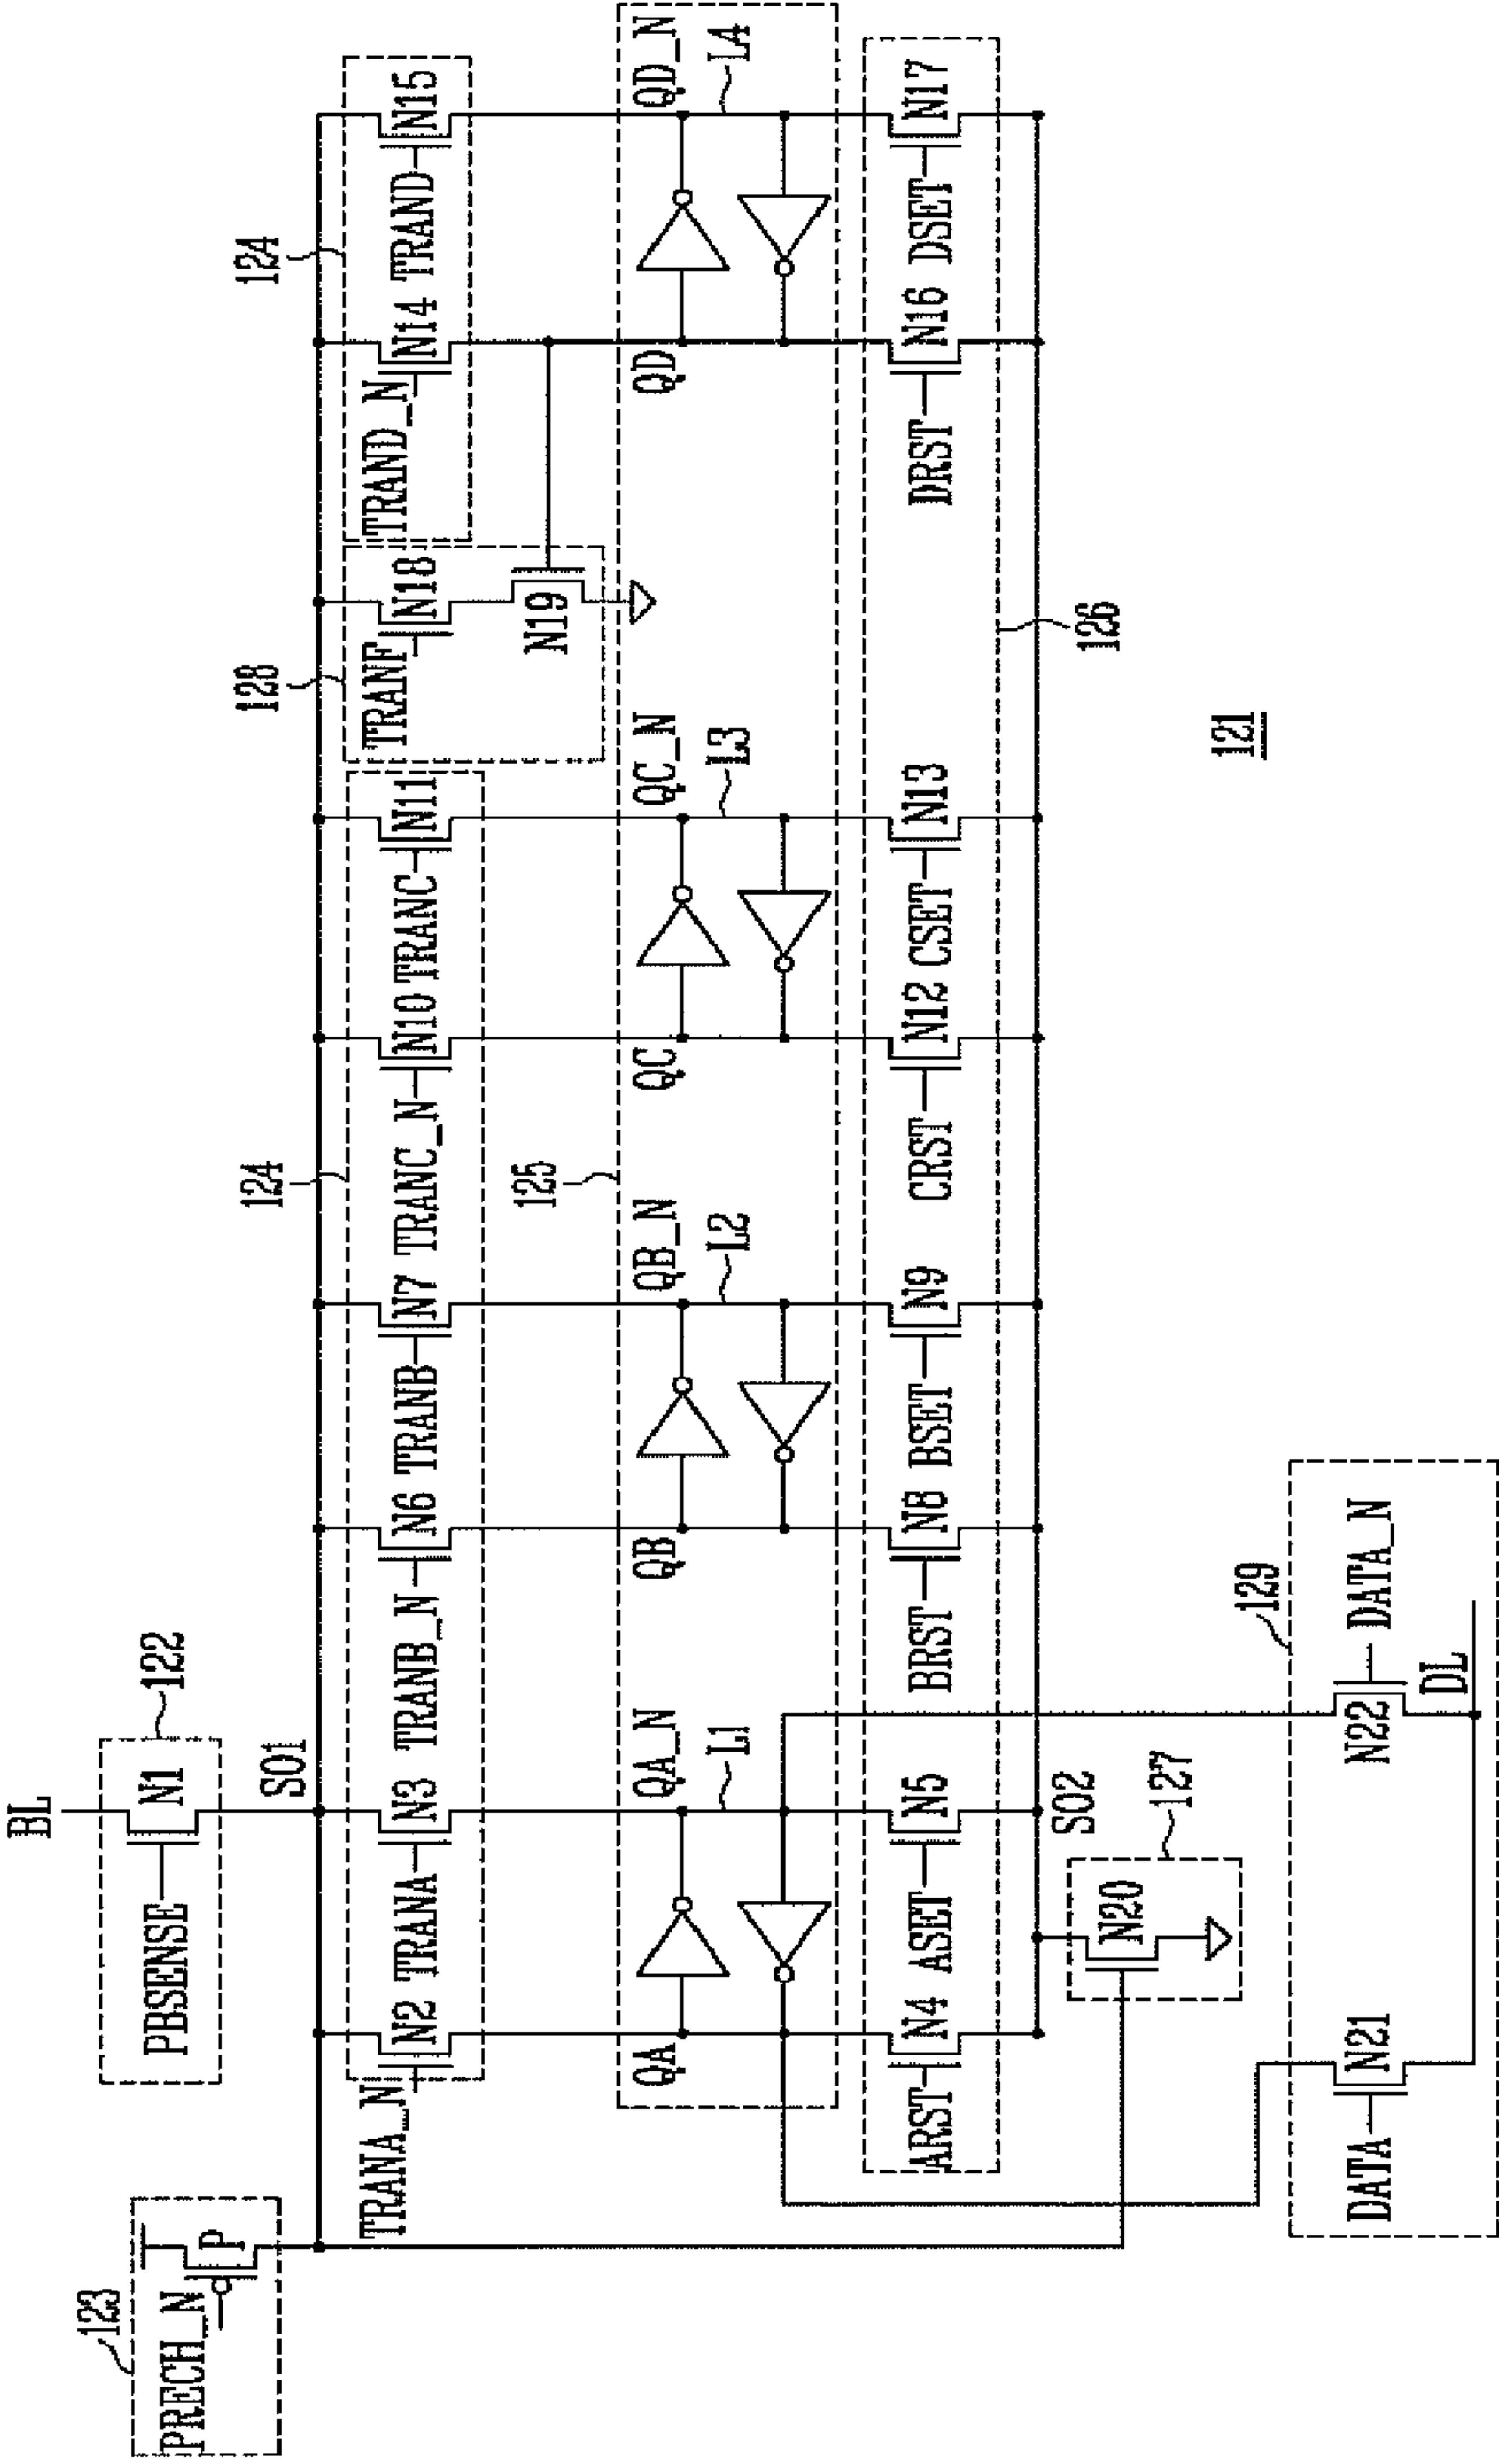 BL
PBSENSE
N1
122
SO1
123
PRECH_N
P
124
128
124
TRANA_N
N2
TRANA
N3
TRANB_N
N6
TRANB
N7
TRANC_N
N10
TRANC
N11
TRANF
N18
TRAND_N
N14
TRAND
N15
N19
125
QA
QA_N
QB
QB_N
QC
QC_N
QD
QD_N
L1
L2
L3
L4
ARST
N4
ASET
N5
BRST
N8
BSET
N9
CRST
N12
CSET
N13
DRST
N16
DSET
N17
SO2
126
N20
127
121
129
DATA
N21
N22
DATA_N
DL